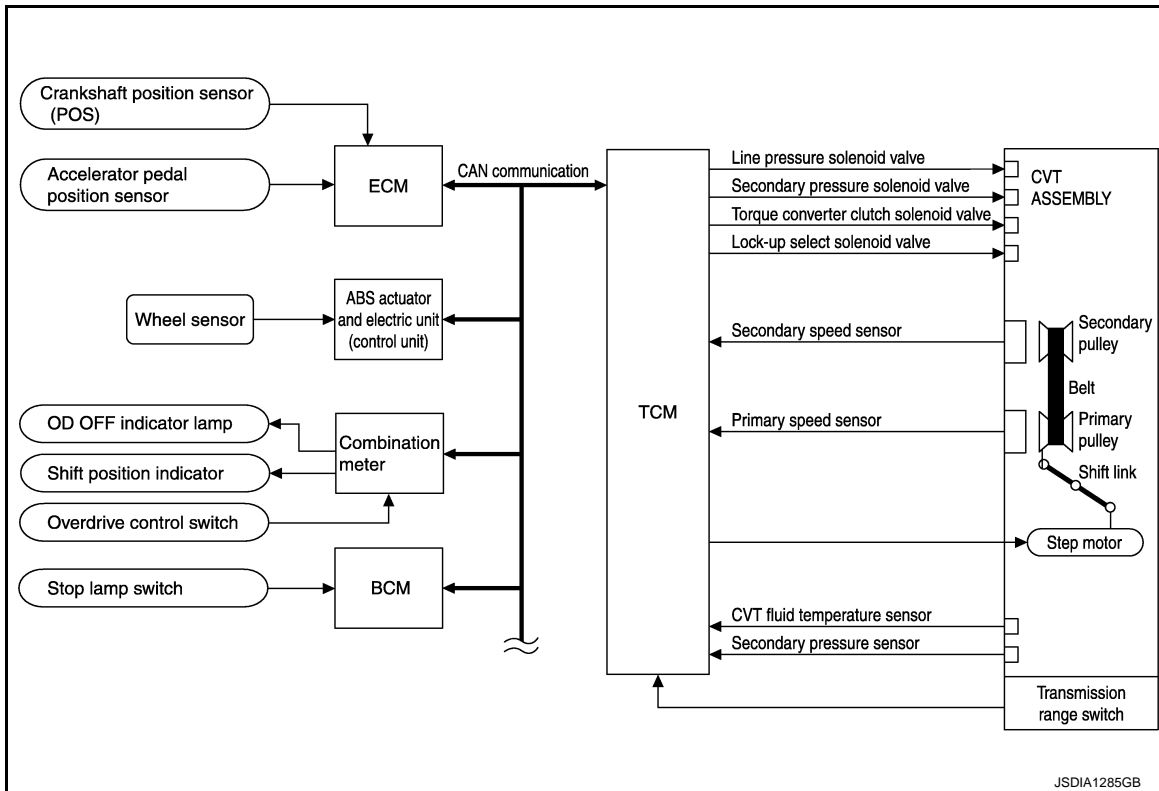 Crankshaft position sensor
(POS)
Accelerator pedal
position sensor
ECM
CAN communication
Wheel sensor
ABS actuator
and electric unit
(control unit)
OD OFF indicator lamp
Shift position indicator
Overdrive control switch
Combination
meter
Stop lamp switch
BCM
TCM
Line pressure solenoid valve
Secondary pressure solenoid valve
Torque converter clutch solenoid valve
Lock-up select solenoid valve
Secondary speed sensor
Primary speed sensor
CVT fluid temperature sensor
Secondary pressure sensor
CVT
ASSEMBLY
Secondary
pulley
Belt
Primary
pulley
Shift link
Step motor
Transmission
range switch
JSDIA1285GB